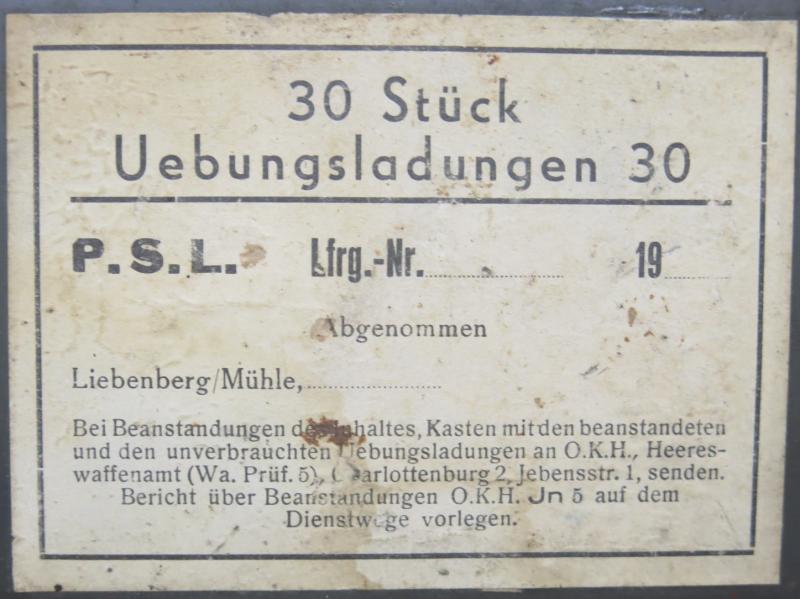 30 Stück
Uebungsladungen 30
P.S.L. Lfrg.-Nr. 19
Abgenommen
Liebenberg/Mühle,
Bei Beanstandungen des Inhaltes, Kasten mit den beanstandeten
und den unverbrauchten Uebungsladungen an O.K.H., Heeres-
waffenamt (Wa. Prüf. 5), Charlottenburg 2, Jebensstr. 1, senden.
Bericht über Beanstandungen O.K.H. Jn 5 auf dem
Dienstwege vorlegen.